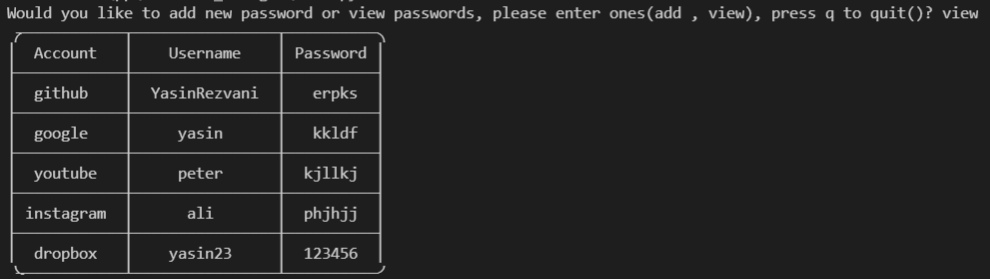 Would you like to add new password or view passwords, please enter ones(add , view), press q to quit()? view
Account Username Password
github YasinRezvani erpks
google yasin kkldf
youtube peter kjllkj
instagram ali phjhjj
dropbox yasin23 123456